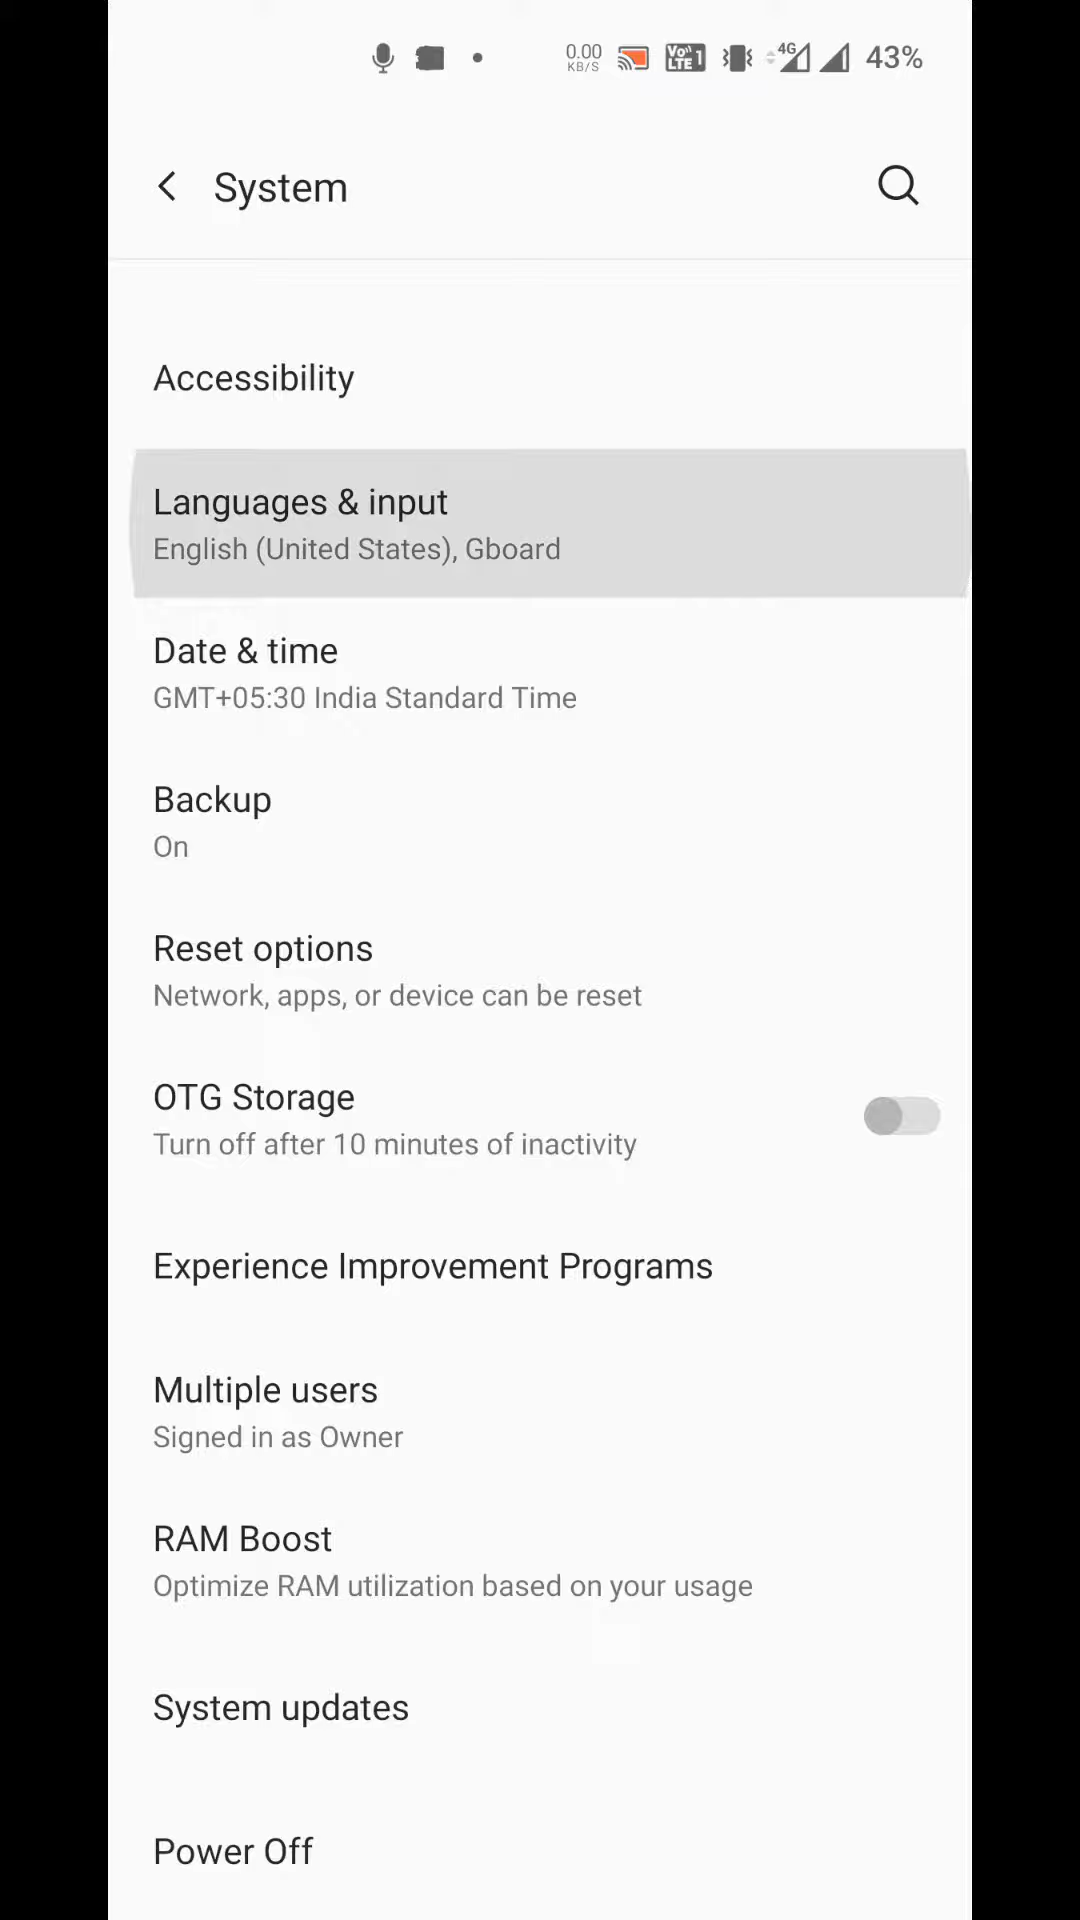 0.00
KB/S
Vo
LTE 1
4G
43%
System
Accessibility
Languages & input
English (United States), Gboard
Date & time
GMT+05:30 India Standard Time
Backup
On
Reset options
Network, apps, or device can be reset
OTG Storage
Turn off after 10 minutes of inactivity
Experience Improvement Programs
Multiple users
Signed in as Owner
RAM Boost
Optimize RAM utilization based on your usage
System updates
Power Off